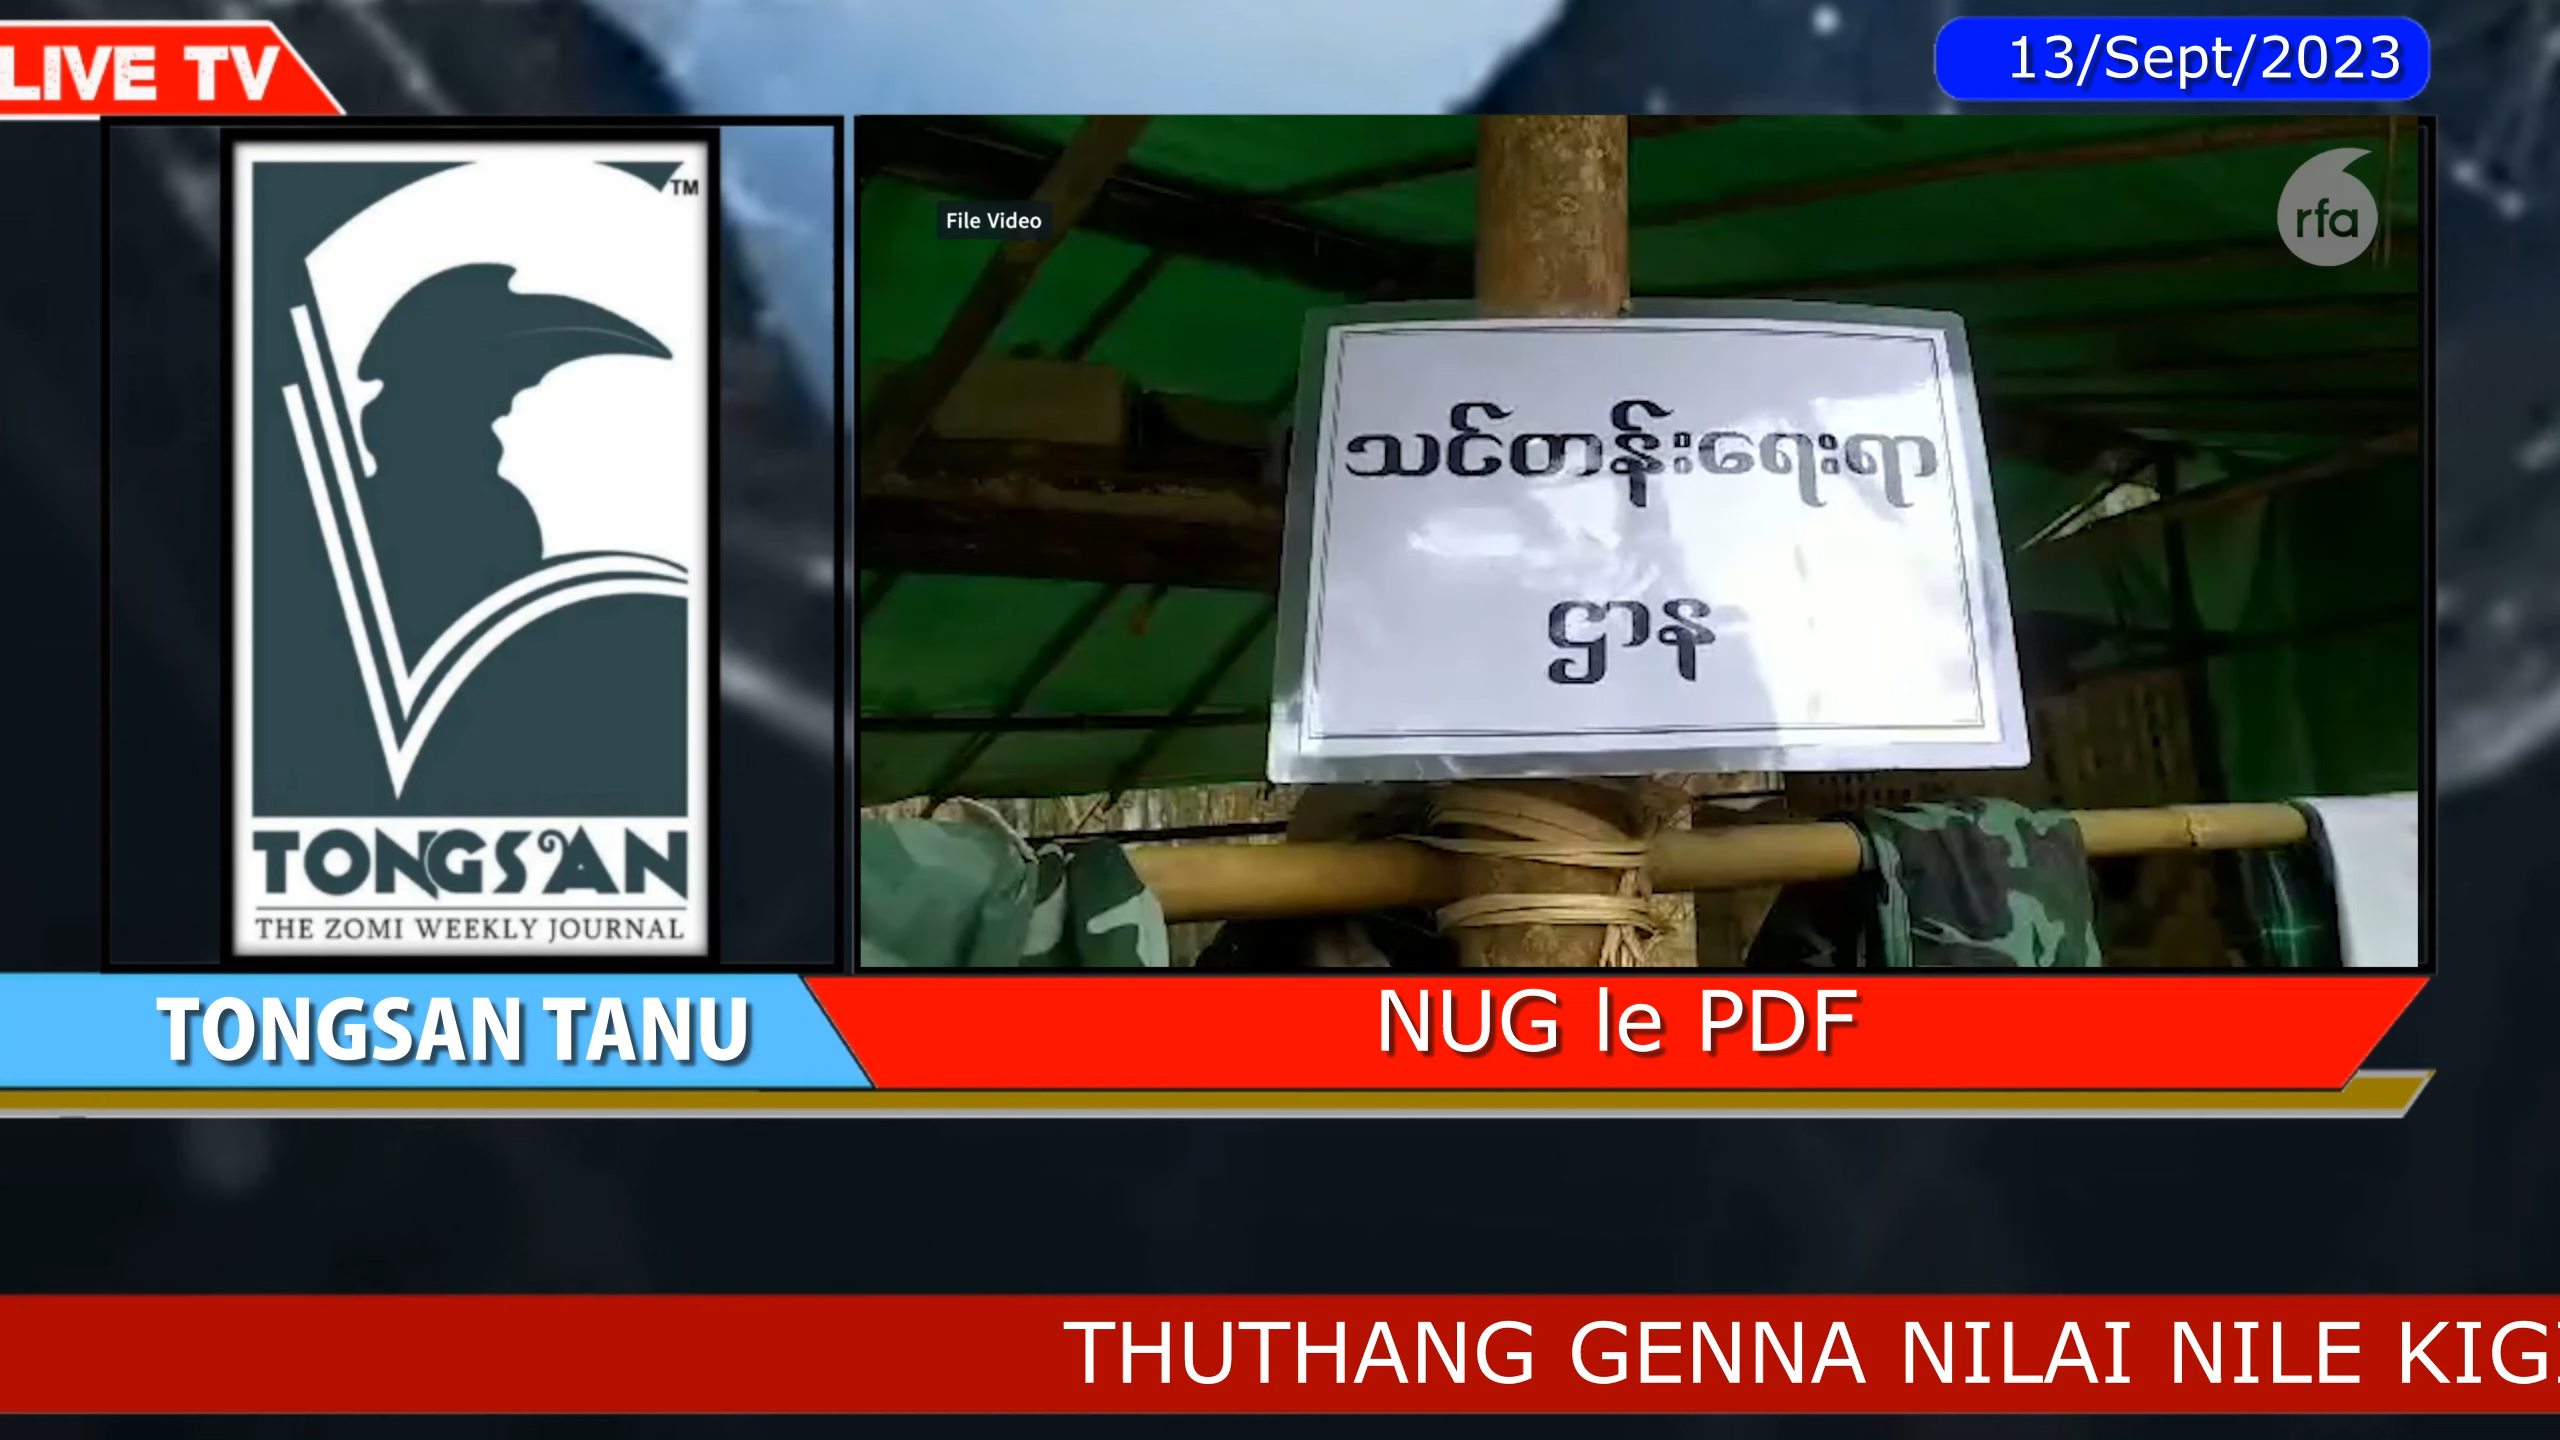 LIVE TV
13/Sept/2023
TM
File Video
rfa
သင်တန်းရေးရာ
ဌာန
TONGSAN
THE ZOMI WEEKLY JOURNAL
TONGSAN TANU
NUG le PDF
THUTHANG GENNA NILAI NILE